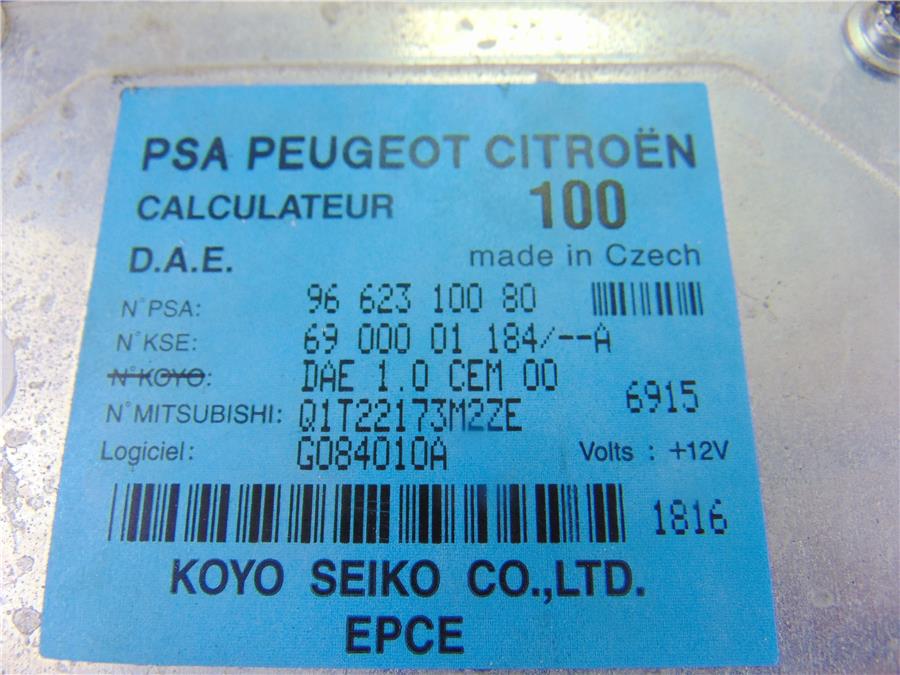 PSA PEUGEOT CITROËN
CALCULATEUR 100
D.A.E. made in Czech
N°PSA: 96 623 100 80
N°KSE: 69 000 01 184/--A
N°KOYO: DAE 1.0 CEM 00
6915
N°MITSUBISHI: Q1T22173M2ZE
Logiciel: G084010A Volts : +12V
1816
KOYO SEIKO CO.,LTD.
EPCE